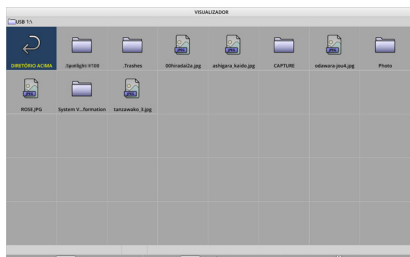 VISUALIZADOR
USB 1:\
DIRETÓRIO ACIMA
.Spotlight-V100
.Trashes
00hiradai2a.jpg
ashigara_kaido.jpg
CAPTURE
odawara-jou4.jpg
Photo
ROSE.JPG
System V...formation
tanzawako_3.jpg